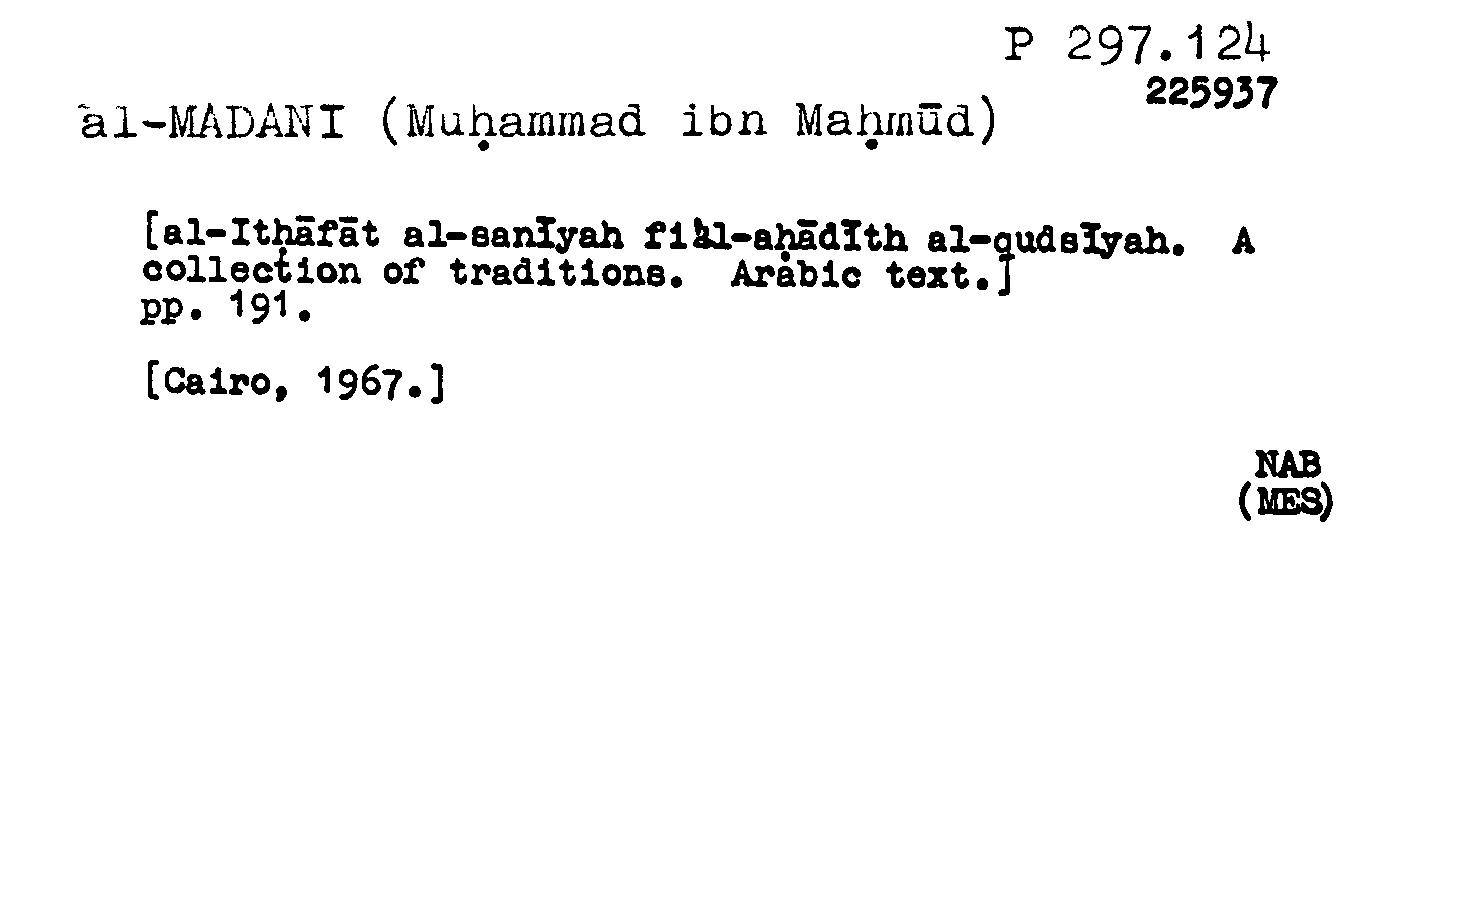 P 297.124
225937
al-MADANI (Muḥammad ibn Maḥmūd)
[al-Itḥāfāt al-sanīyah fi'l-aḥādīth al-qudsīyah. A
collection of traditions. Arabic text.]
pp. 191.
[Cairo, 1967.]
NAB
(MES)